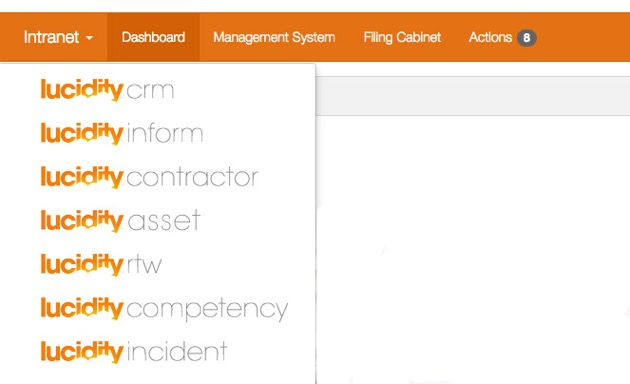 Intranet Dashboard Management System Filing Cabinet Actions 8
lucidity crm
lucidity inform
lucidity contractor
lucidity asset
lucidity rtw
lucidity competency
lucidity incident